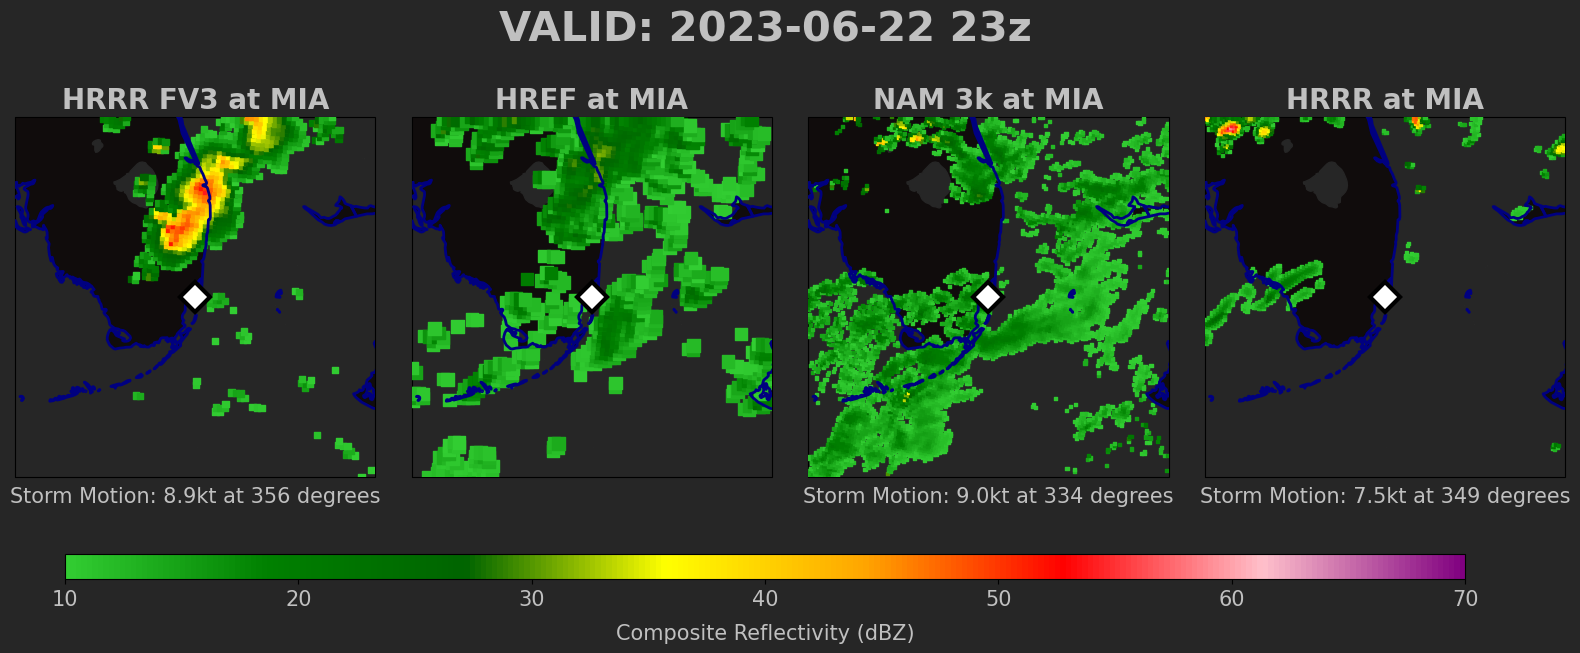 VALID: 2023-06-22 23z
HRRR FV3 at MIA
HREF at MIA
NAM 3k at MIA
HRRR at MIA
Storm Motion: 8.9kt at 356 degrees
Storm Motion: 9.0kt at 334 degrees
Storm Motion: 7.5kt at 349 degrees
10 20 30 40 50 60 70
Composite Reflectivity (dBZ)